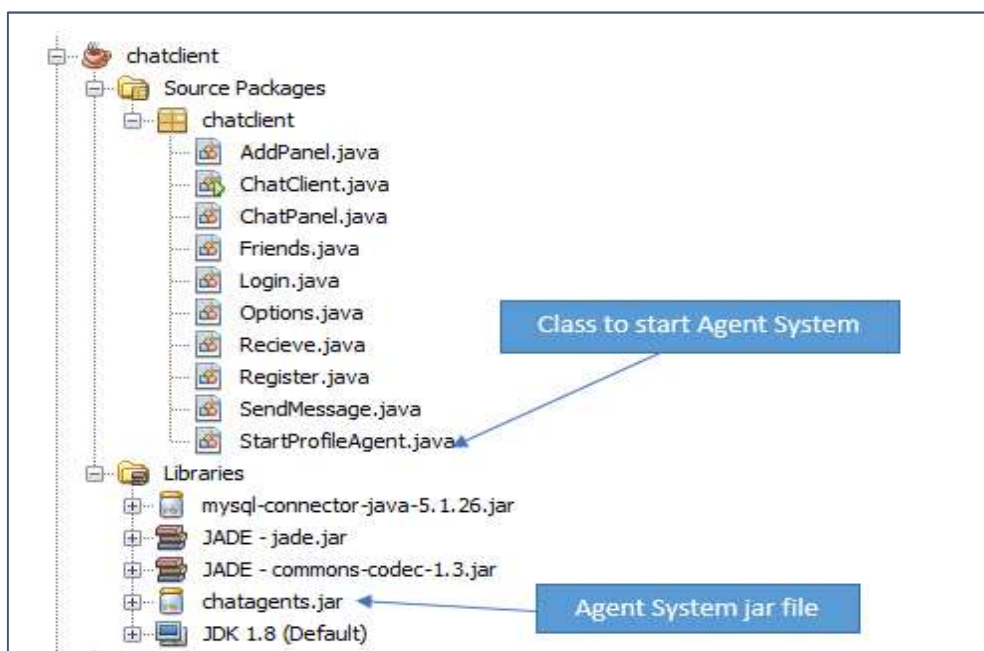 chatclient
Source Packages
chatclient
AddPanel.java
ChatClient.java
ChatPanel.java
Friends.java
Login.java
Options.java
Class to start Agent System
Recieve.java
Register.java
SendMessage.java
StartProfileAgent.java
Libraries
mysql-connector-java-5.1.26.jar
JADE - jade.jar
JADE - commons-codec-1.3.jar
chatagents.jar
Agent System jar file
JDK 1.8 (Default)